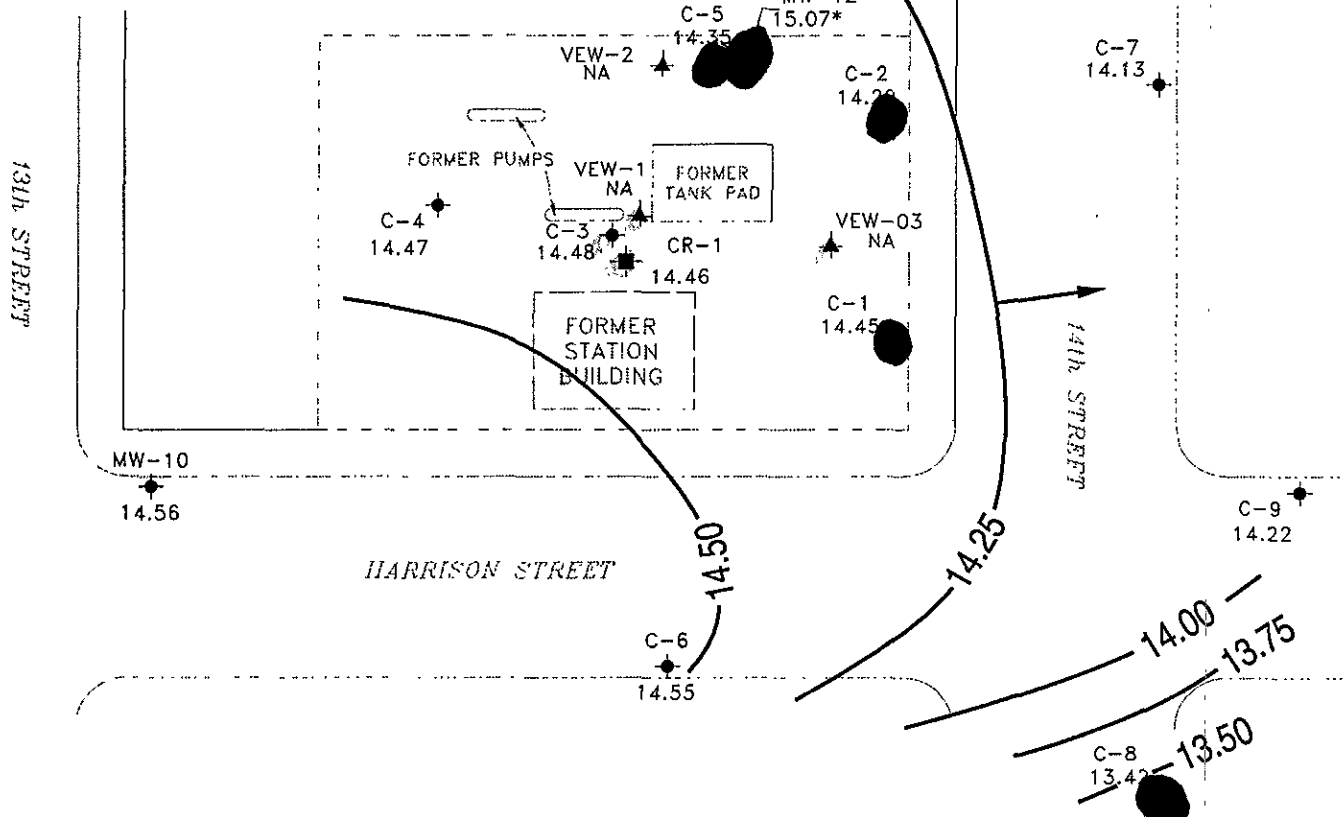 C-5
14.35
15.07*
VEW-2
NA
C-2
C-7
14.13
FORMER PUMPS
VEW-1
NA
FORMER
TANK PAD
C-4
14.47
C-3
14.48
CR-1
14.46
VEW-03
NA
C-1
14.45
FORMER
STATION
BUILDING
13th STREET
14th STREET
MW-10
14.56
C-9
14.22
HARRISON STREET
14.50
14.25
C-6
14.55
14.00
13.75
13.50
C-8